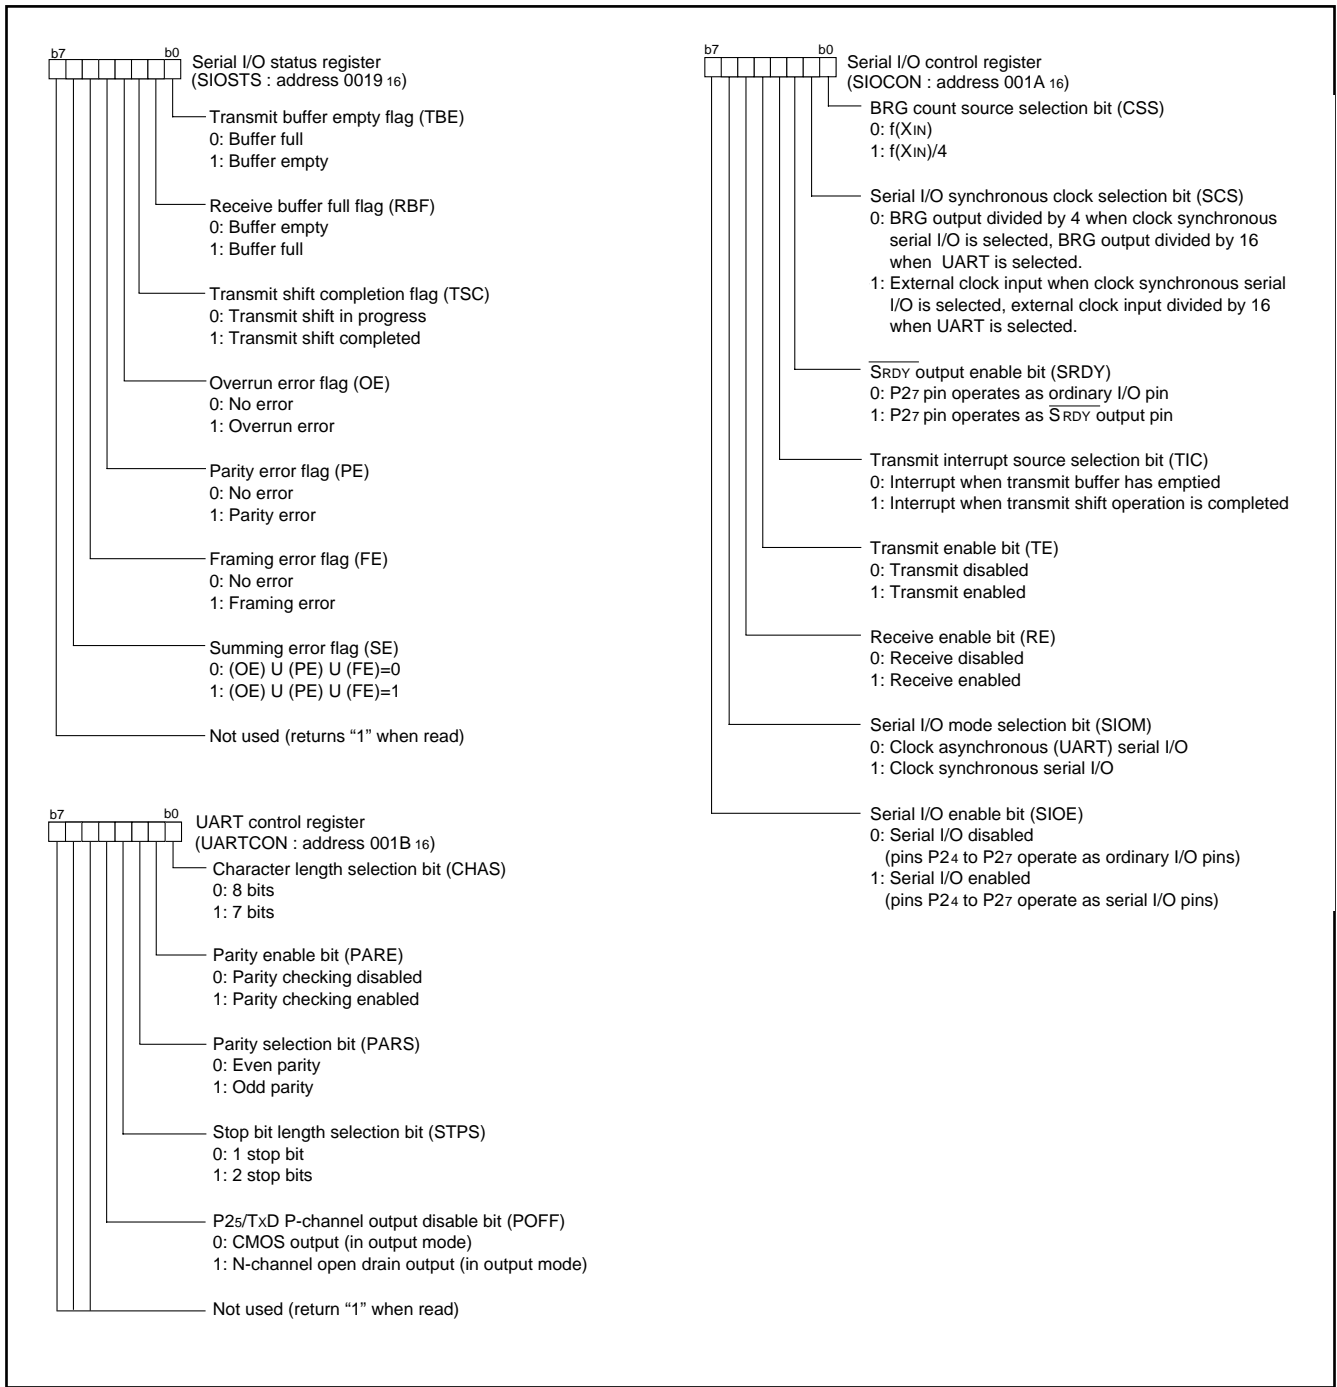 b7 b0
Serial I/O status register
(SIOSTS : address 0019 16)
Transmit buffer empty flag (TBE)
0: Buffer full
1: Buffer empty
Receive buffer full flag (RBF)
0: Buffer empty
1: Buffer full
Transmit shift completion flag (TSC)
0: Transmit shift in progress
1: Transmit shift completed
Overrun error flag (OE)
0: No error
1: Overrun error
Parity error flag (PE)
0: No error
1: Parity error
Framing error flag (FE)
0: No error
1: Framing error
Summing error flag (SE)
0: (OE) U (PE) U (FE)=0
1: (OE) U (PE) U (FE)=1
Not used (returns “1” when read)
b7 b0
UART control register
(UARTCON : address 001B 16)
Character length selection bit (CHAS)
0: 8 bits
1: 7 bits
Parity enable bit (PARE)
0: Parity checking disabled
1: Parity checking enabled
Parity selection bit (PARS)
0: Even parity
1: Odd parity
Stop bit length selection bit (STPS)
0: 1 stop bit
1: 2 stop bits
P25/TXD P-channel output disable bit (POFF)
0: CMOS output (in output mode)
1: N-channel open drain output (in output mode)
Not used (return “1” when read)
b7 b0
Serial I/O control register
(SIOCON : address 001A 16)
BRG count source selection bit (CSS)
0: f(XIN)
1: f(XIN)/4
Serial I/O synchronous clock selection bit (SCS)
0: BRG output divided by 4 when clock synchronous
serial I/O is selected, BRG output divided by 16
when UART is selected.
1: External clock input when clock synchronous serial
I/O is selected, external clock input divided by 16
when UART is selected.
SRDY output enable bit (SRDY)
0: P27 pin operates as ordinary I/O pin
1: P27 pin operates as SRDY output pin
Transmit interrupt source selection bit (TIC)
0: Interrupt when transmit buffer has emptied
1: Interrupt when transmit shift operation is completed
Transmit enable bit (TE)
0: Transmit disabled
1: Transmit enabled
Receive enable bit (RE)
0: Receive disabled
1: Receive enabled
Serial I/O mode selection bit (SIOM)
0: Clock asynchronous (UART) serial I/O
1: Clock synchronous serial I/O
Serial I/O enable bit (SIOE)
0: Serial I/O disabled
(pins P24 to P27 operate as ordinary I/O pins)
1: Serial I/O enabled
(pins P24 to P27 operate as serial I/O pins)